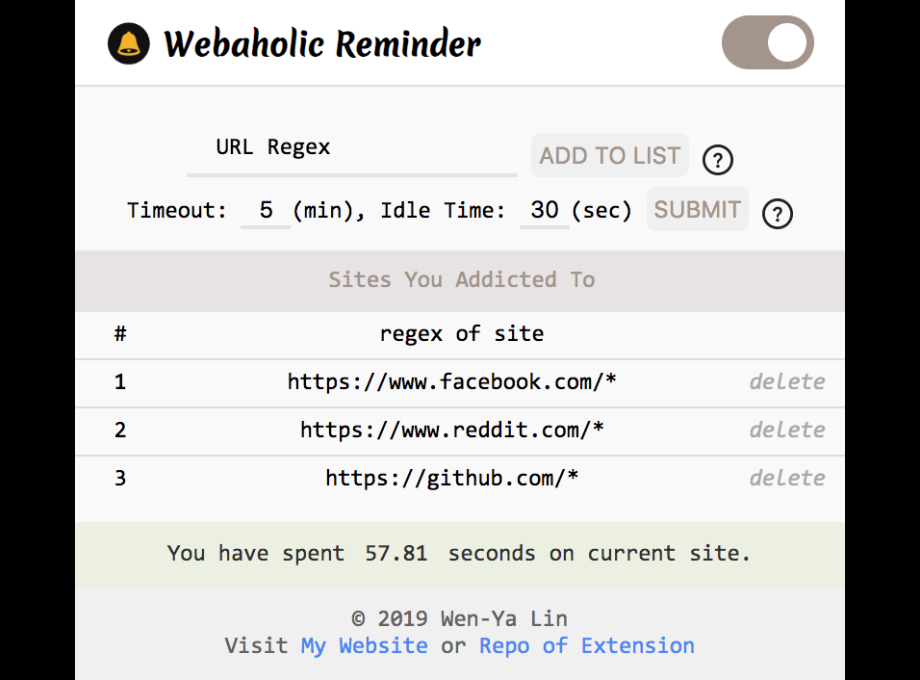 Webaholic Reminder
URL Regex ADD TO LIST ?
Timeout: 5 (min), Idle Time: 30 (sec) SUBMIT ?
Sites You Addicted To
# regex of site
1 https://www.facebook.com/* delete
2 https://www.reddit.com/* delete
3 https://github.com/* delete
You have spent 57.81 seconds on current site.
© 2019 Wen-Ya Lin
Visit My Website or Repo of Extension